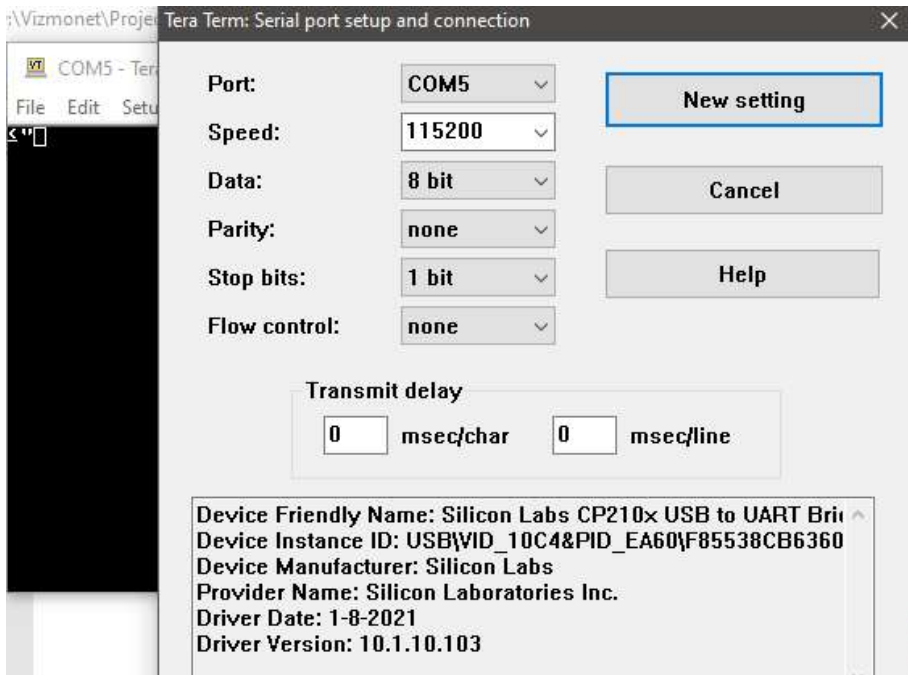 :\Vizmonet\Proje
Tera Term: Serial port setup and connection
VT COM5 - Ter
File Edit Setu
Port: COM5
New setting
Speed: 115200
Data: 8 bit
Cancel
Parity: none
Stop bits: 1 bit
Help
Flow control: none
Transmit delay
0 msec/char 0 msec/line
Device Friendly Name: Silicon Labs CP210x USB to UART Bri
Device Instance ID: USB\VID_10C4&PID_EA60\F85538CB6360
Device Manufacturer: Silicon Labs
Provider Name: Silicon Laboratories Inc.
Driver Date: 1-8-2021
Driver Version: 10.1.10.103